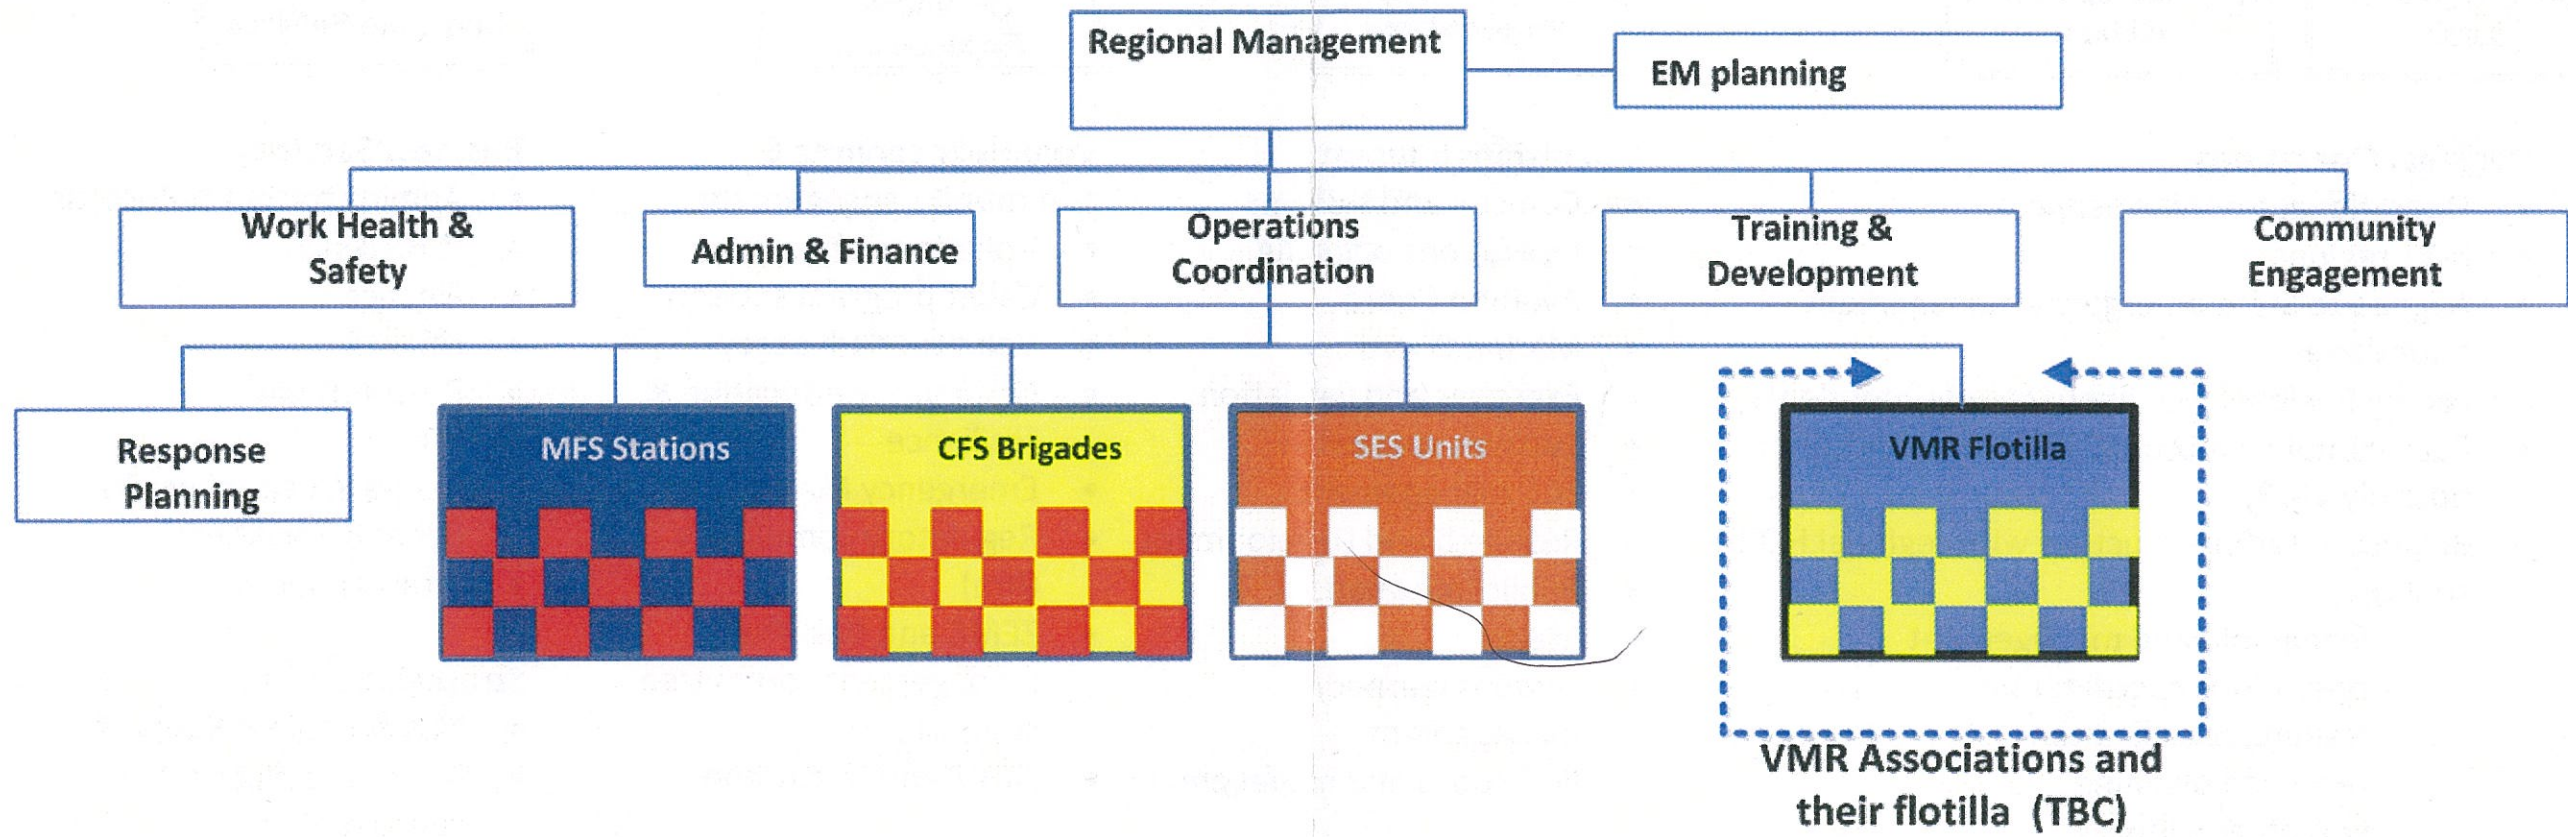 Regional Management
EM planning
Work Health &
Safety
Admin & Finance
Operations
Coordination
Training &
Development
Community
Engagement
Response
Planning
MFS Stations
CFS Brigades
SES Units
VMR Flotilla
VMR Associations and
their flotilla (TBC)